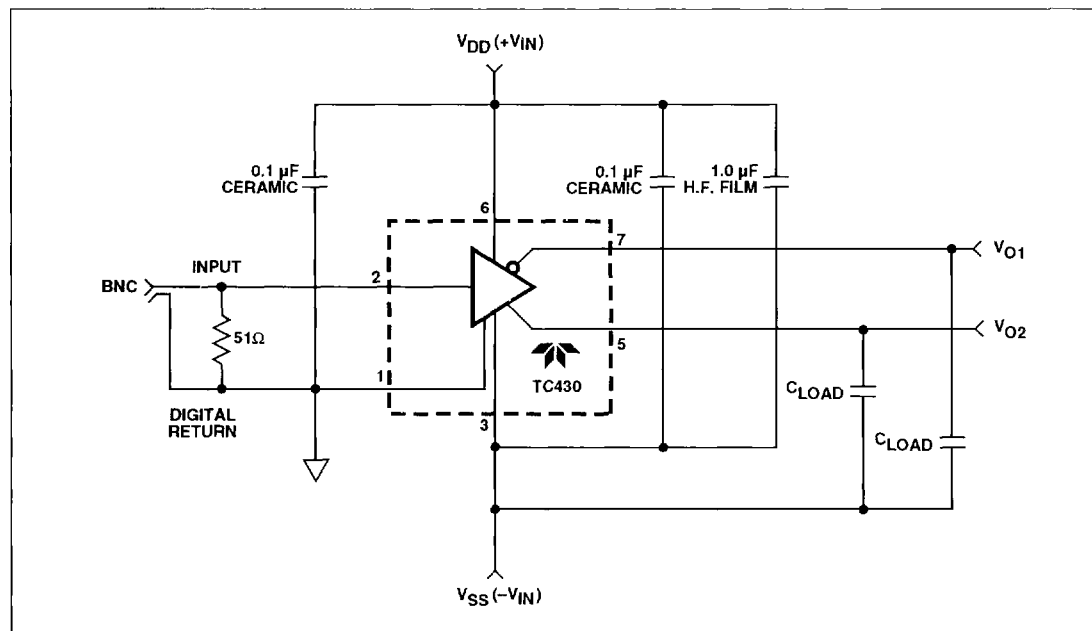 V_DD (+V_IN)
0.1 µF
CERAMIC
0.1 µF
CERAMIC
1.0 µF
H.F. FILM
6
7
V_O1
INPUT
2
BNC
51Ω
V_O2
5
TC430
1
C_LOAD
DIGITAL
RETURN
3
C_LOAD
V_SS (–V_IN)